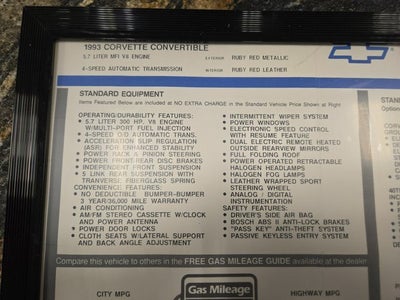 1993 CORVETTE CONVERTIBLE
5.7 LITER MFI V8 ENGINE EXTERIOR RUBY RED METALLIC
4-SPEED AUTOMATIC TRANSMISSION INTERIOR RUBY RED LEATHER
STANDARD EQUIPMENT
Items Featured Below are included at NO EXTRA CHARGE in the Standard Vehicle Price Shown at Right
OPERATING/DURABILITY FEATURES:
• 5.7 LITER 300 HP. V8 ENGINE
W/MULTI-PORT FUEL INJECTION
• 4-SPEED O/D AUTOMATIC TRANS.
• ACCELERATION SLIP REGULATION
(ASR) FOR ENHANCED STABILITY
• POWER RACK & PINION STEERING
• POWER FRONT/REAR DISC BRAKES
• INDEPENDENT FRONT SUSPENSION
• 5 LINK REAR SUSPENSION WITH
TRANVERSE FIBERGLASS SPRING
CONVENIENCE FEATURES:
• NO DEDUCTIBLE BUMPER-BUMPER
3 YEAR/36,000 MILE WARRANTY
• AIR CONDITIONING
• AM/FM STEREO CASSETTE W/CLOCK
AND POWER ANTENNA
• POWER DOOR LOCKS
• CLOTH SEATS W/LATERAL SUPPORT
AND BACK ANGLE ADJUSTMENT
• INTERMITTENT WIPER SYSTEM
• POWER WINDOWS
• ELECTRONIC SPEED CONTROL
WITH RESUME FEATURE
• DUAL ELECTRIC REMOTE HEATED
OUTSIDE REARVIEW MIRRORS
• FULL FOLDING ROOF
• POWER OPERATED RETRACTABLE
HALOGEN HEADLAMPS
• HALOGEN FOG LAMPS
• LEATHER WRAPPED SPORT
STEERING WHEEL
• ANALOG / DIGITAL
INSTRUMENTATION
SAFETY FEATURES:
• DRIVER'S SIDE AIR BAG
• BOSCH ABS II ANTI-LOCK BRAKES
• "PASS KEY" ANTI-THEFT SYSTEM
• PASSIVE KEYLESS ENTRY SYSTEM
Compare this vehicle to others in the FREE GAS MILEAGE GUIDE available at the dealer
CITY MPG
Gas Mileage
HIGHWAY MPG